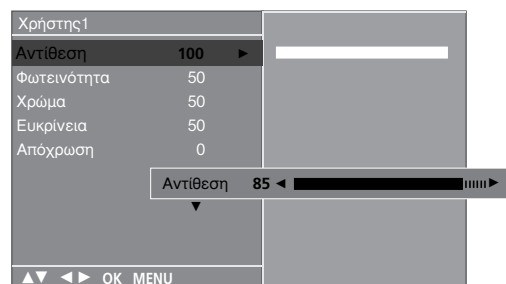 Χρήστης1
Αντίθεση 100 ►
Φωτεινότητα 50
Χρώμα 50
Ευκρίνεια 50
Απόχρωση 0
Αντίθεση 85 ◄ ►
▼
▲▼ ◄► OK MENU